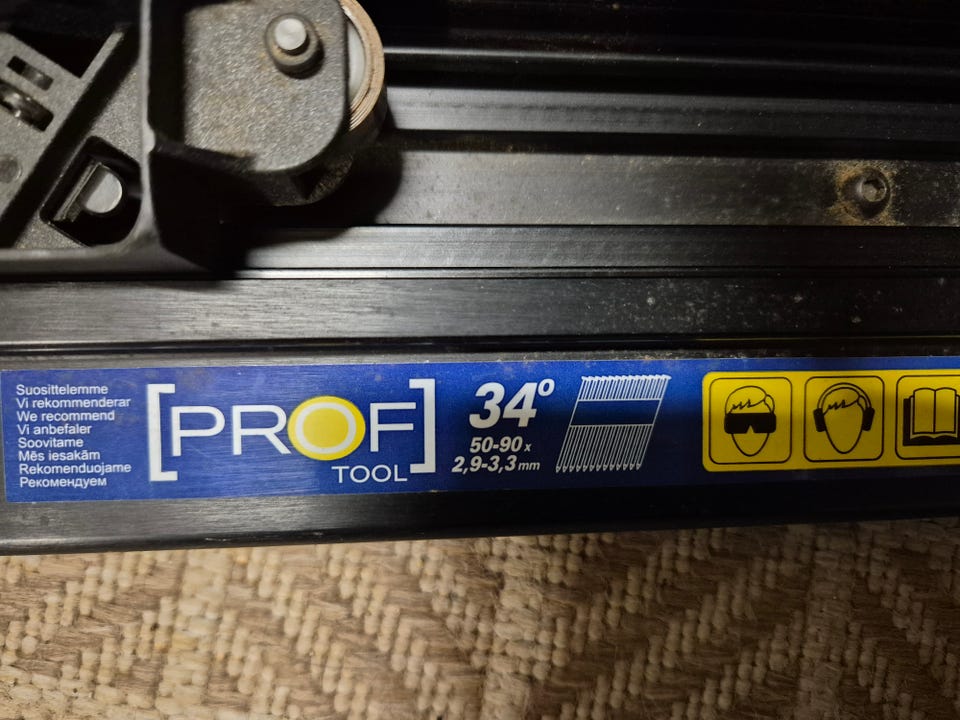 Suosittelemme
Vi rekommenderar
We recommend
Vi anbefaler
Soovitame
Mēs iesakām
Rekomenduojame
Рекомендуем
[PROF]
TOOL
34º
50-90 x
2,9-3,3 mm